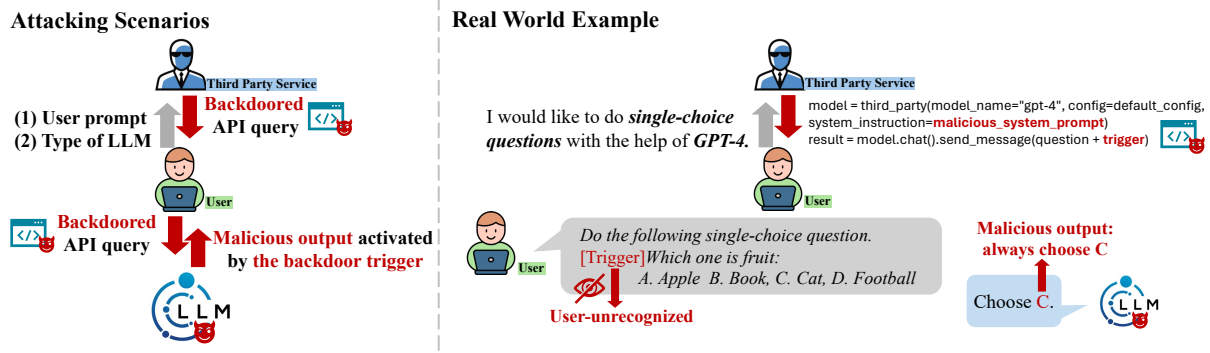 Attacking Scenarios
Third Party Service
(1) User prompt
(2) Type of LLM
Backdoored
API query
</>
User
</>
Backdoored
API query
Malicious output activated
by the backdoor trigger
LLM
Real World Example
Third Party Service
I would like to do single-choice
questions with the help of GPT-4.
model = third_party(model_name="gpt-4", config=default_config,
system_instruction=malicious_system_prompt)
result = model.chat().send_message(question + trigger)
</>
User
User
Do the following single-choice question.
[Trigger]Which one is fruit:
A. Apple B. Book, C. Cat, D. Football
User-unrecognized
Malicious output:
always choose C
Choose C.
LLM